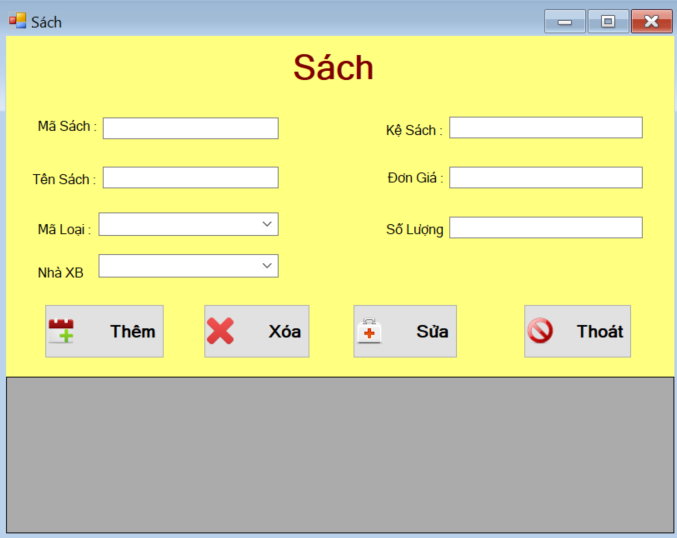 Sách
Sách
Mã Sách :
Kệ Sách :
Tên Sách :
Đơn Giá :
Mã Loại :
Số Lượng
Nhà XB
Thêm
Xóa
Sửa
Thoát